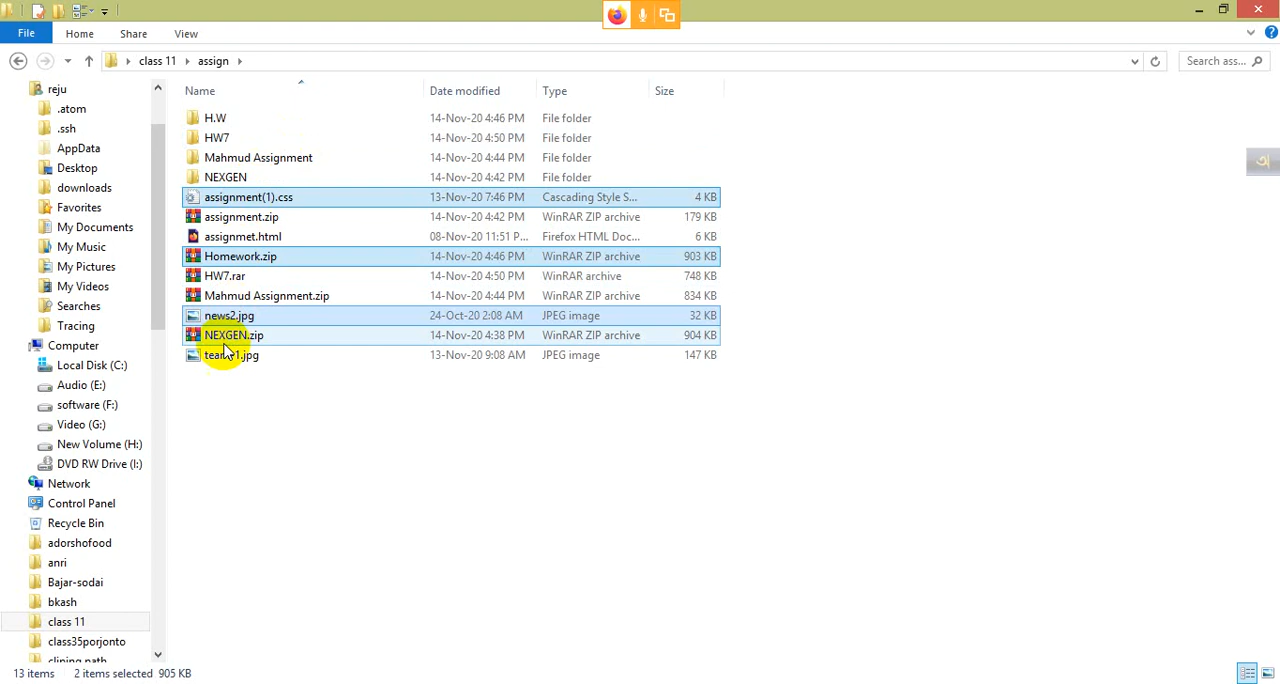 File Home Share View
class 11 assign Search ass...
Name Date modified Type Size
reju
.atom
.ssh
AppData
Desktop
downloads
Favorites
My Documents
My Music
My Pictures
My Videos
Searches
Tracing
Computer
Local Disk (C:)
Audio (E:)
software (F:)
Video (G:)
New Volume (H:)
DVD RW Drive (I:)
Network
Control Panel
Recycle Bin
adorshofood
anri
Bajar-sodai
bkash
class 11
class35porjonto
clining path
H.W 14-Nov-20 4:46 PM File folder
HW7 14-Nov-20 4:50 PM File folder
Mahmud Assignment 14-Nov-20 4:44 PM File folder
NEXGEN 14-Nov-20 4:42 PM File folder
assignment(1).css 13-Nov-20 7:46 PM Cascading Style S... 4 KB
assignment.zip 14-Nov-20 4:42 PM WinRAR ZIP archive 179 KB
assignmet.html 08-Nov-20 11:51 P... Firefox HTML Doc... 6 KB
Homework.zip 14-Nov-20 4:46 PM WinRAR ZIP archive 903 KB
HW7.rar 14-Nov-20 4:50 PM WinRAR archive 748 KB
Mahmud Assignment.zip 14-Nov-20 4:44 PM WinRAR ZIP archive 834 KB
news2.jpg 24-Oct-20 2:08 AM JPEG image 32 KB
NEXGEN.zip 14-Nov-20 4:38 PM WinRAR ZIP archive 904 KB
13-Nov-20 9:08 AM JPEG image 147 KB
13 items 2 items selected 905 KB